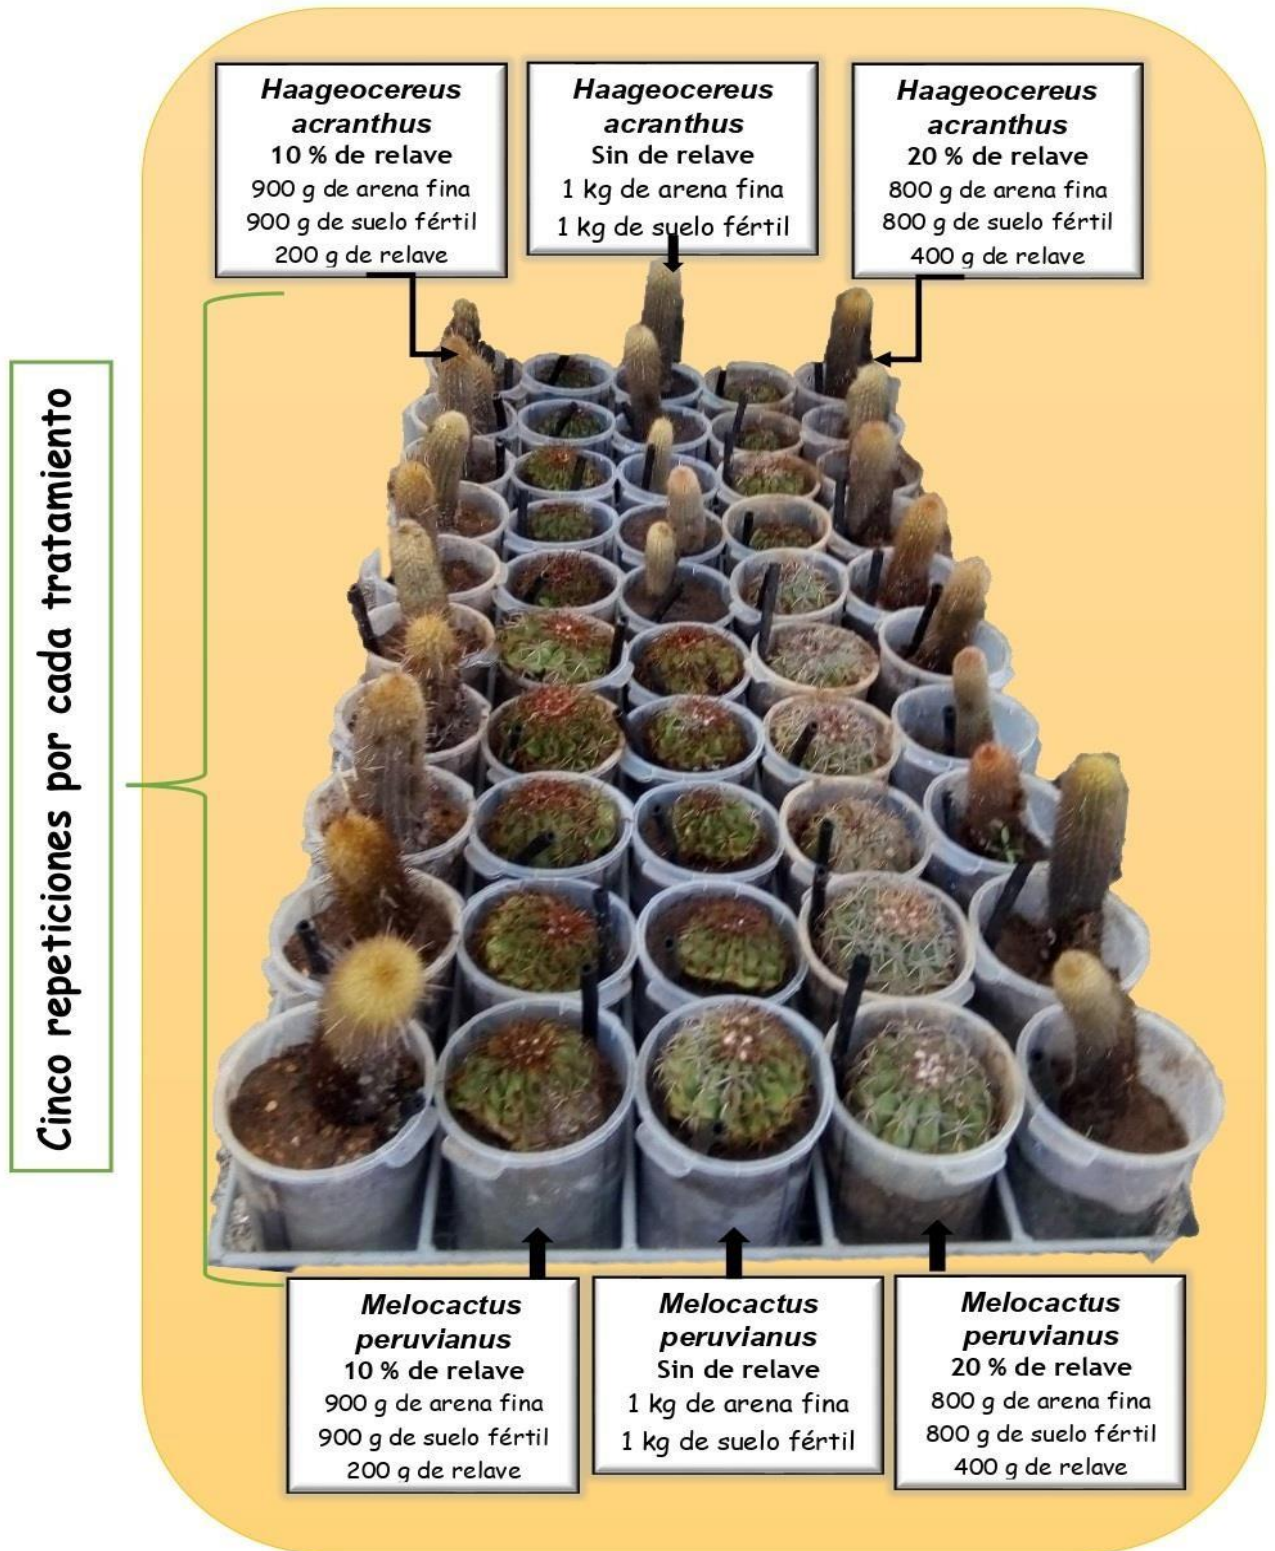 Haageocereus
acranthus
10 % de relave
900 g de arena fina
900 g de suelo fértil
200 g de relave
Haageocereus
acranthus
Sin de relave
1 kg de arena fina
1 kg de suelo fértil
Haageocereus
acranthus
20 % de relave
800 g de arena fina
800 g de suelo fértil
400 g de relave
Cinco repeticiones por cada tratamiento
Melocactus
peruvianus
10 % de relave
900 g de arena fina
900 g de suelo fértil
200 g de relave
Melocactus
peruvianus
Sin de relave
1 kg de arena fina
1 kg de suelo fértil
Melocactus
peruvianus
20 % de relave
800 g de arena fina
800 g de suelo fértil
400 g de relave